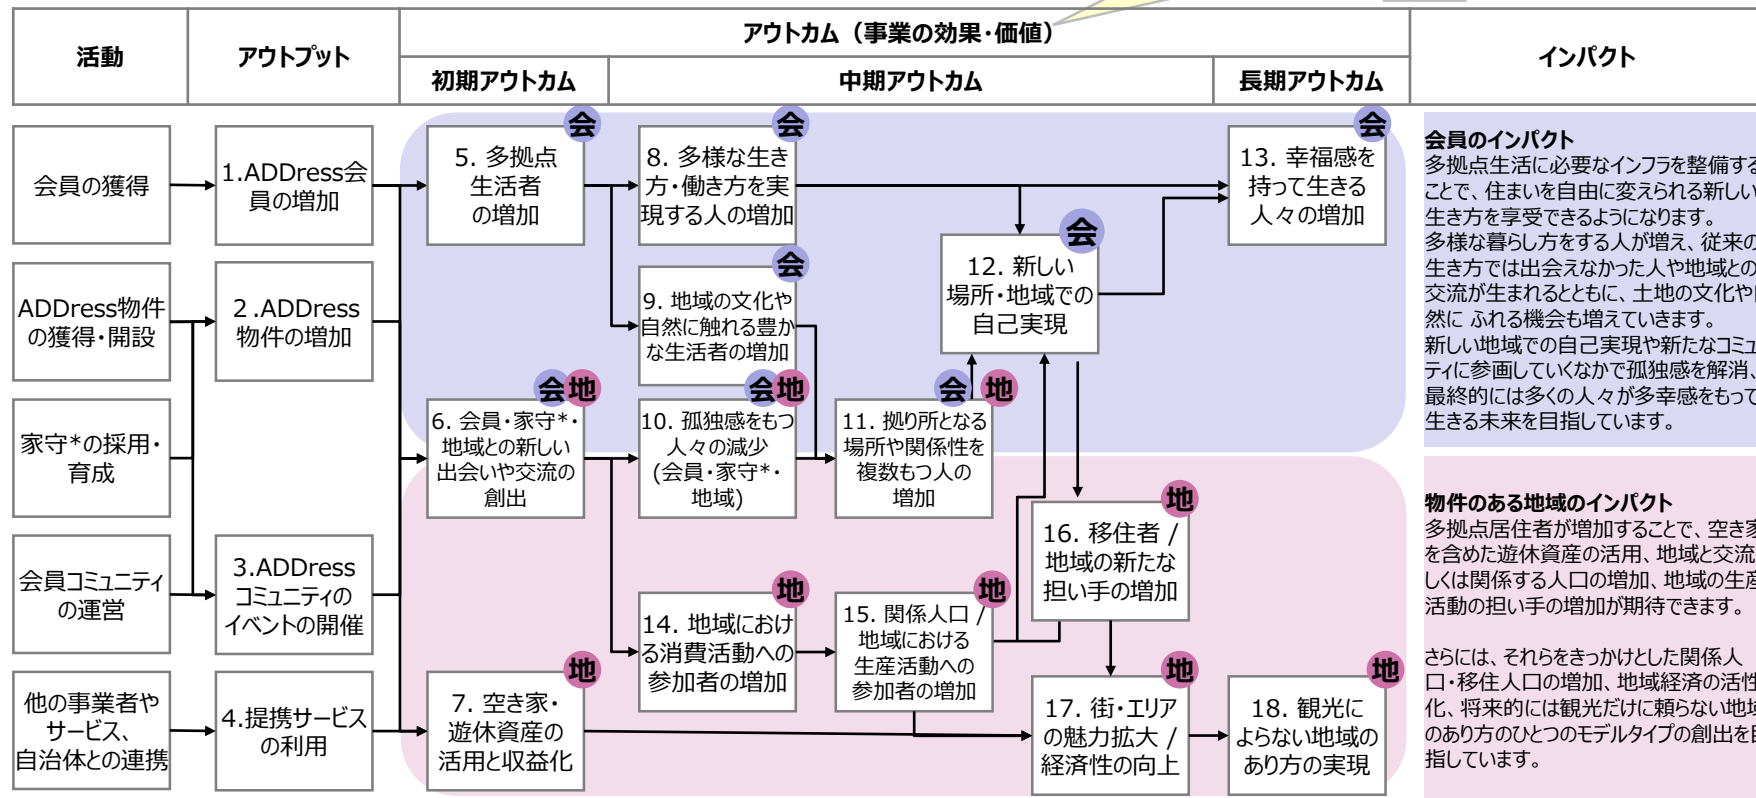 活動
アウトプット
アウトカム（事業の効果・価値）
初期アウトカム
中期アウトカム
長期アウトカム
インパクト
会員の獲得
ADDress物件
の獲得・開設
家守*の採用・
育成
会員コミュニティ
の運営
他の事業者や
サービス、
自治体との連携
1.ADDress会
員の増加
2.ADDress
物件の増加
3.ADDress
コミュニティの
イベントの開催
4.提携サービス
の利用
会
5. 多拠点
生活者
の増加
会地
6. 会員・家守*・
地域との新しい
出会いや交流の
創出
地
7. 空き家・
遊休資産の
活用と収益化
会
8. 多様な生き
方・働き方を実
現する人の増加
会
9. 地域の文化や
自然に触れる豊か
な生活者の増加
会地
10. 孤独感をもつ
人々の減少
(会員・家守*・
地域)
会 地
11. 拠り所となる
場所や関係性を
複数もつ人の
増加
会
12. 新しい
場所・地域での
自己実現
会
13. 幸福感を
持って生きる
人々の増加
地
14. 地域におけ
る消費活動への
参加者の増加
地
15. 関係人口 /
地域における
生産活動への
参加者の増加
地
16. 移住者 /
地域の新たな
担い手の増加
地
17. 街・エリア
の魅力拡大 /
経済性の向上
地
18. 観光に
よらない地域の
あり方の実現
会員のインパクト
多拠点生活に必要なインフラを整備する
ことで、住まいを自由に変えられる新しい
生き方を享受できるようになります。
多様な暮らし方をする人が増え、従来の
生き方では出会えなかった人や地域との
交流が生まれるとともに、土地の文化や
然に ふれる機会も増えていきます。
新しい地域での自己実現や新たなコミュ
ティに参画していくなかで孤独感を解消、
最終的には多くの人々が多幸感をもって
生きる未来を目指しています。
物件のある地域のインパクト
多拠点居住者が増加することで、空き家
を含めた遊休資産の活用、地域と交流
しくは関係する人口の増加、地域の生産
活動の担い手の増加が期待できます。
さらには、それらをきっかけとした関係人
口・移住人口の増加、地域経済の活性
化、将来的には観光だけに頼らない地域
のあり方のひとつのモデルタイプの創出を目
指しています。